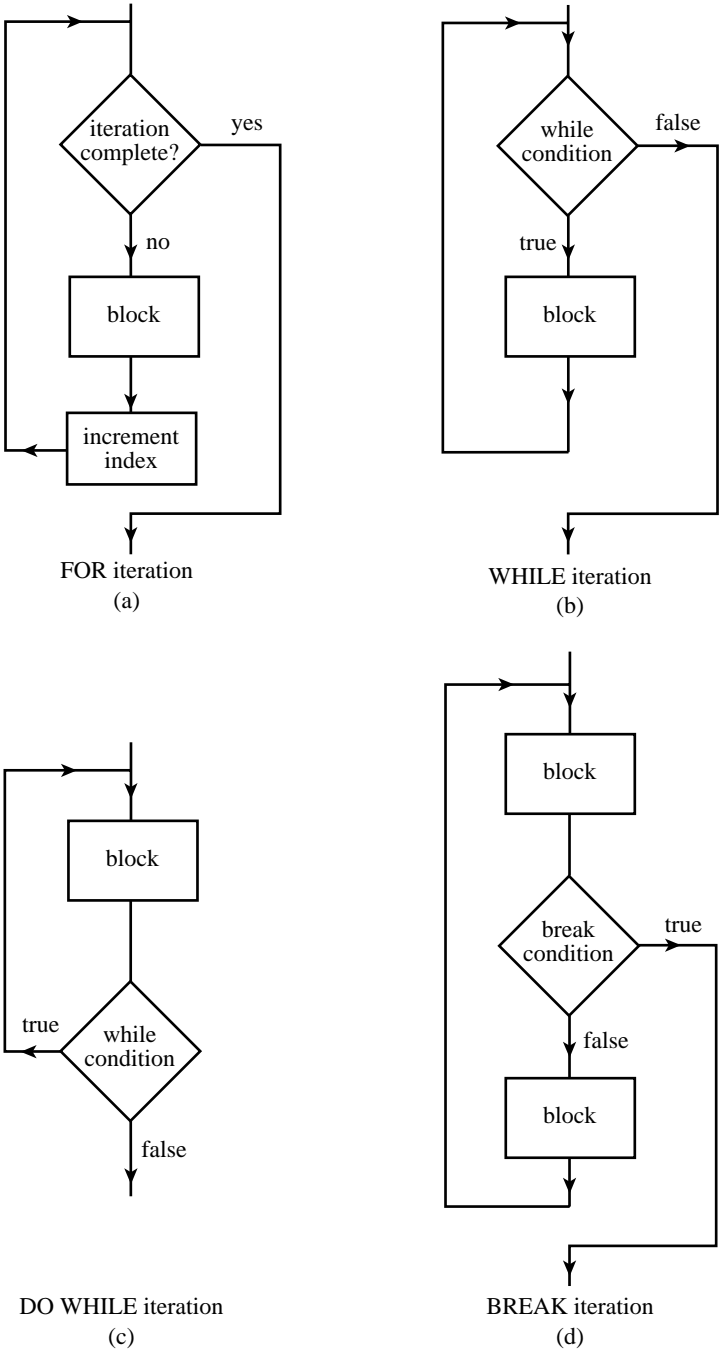 iteration
complete?
yes
no
block
increment
index
FOR iteration
(a)
while
condition
false
true
block
WHILE iteration
(b)
block
true
while
condition
false
DO WHILE iteration
(c)
block
break
condition
true
false
block
BREAK iteration
(d)